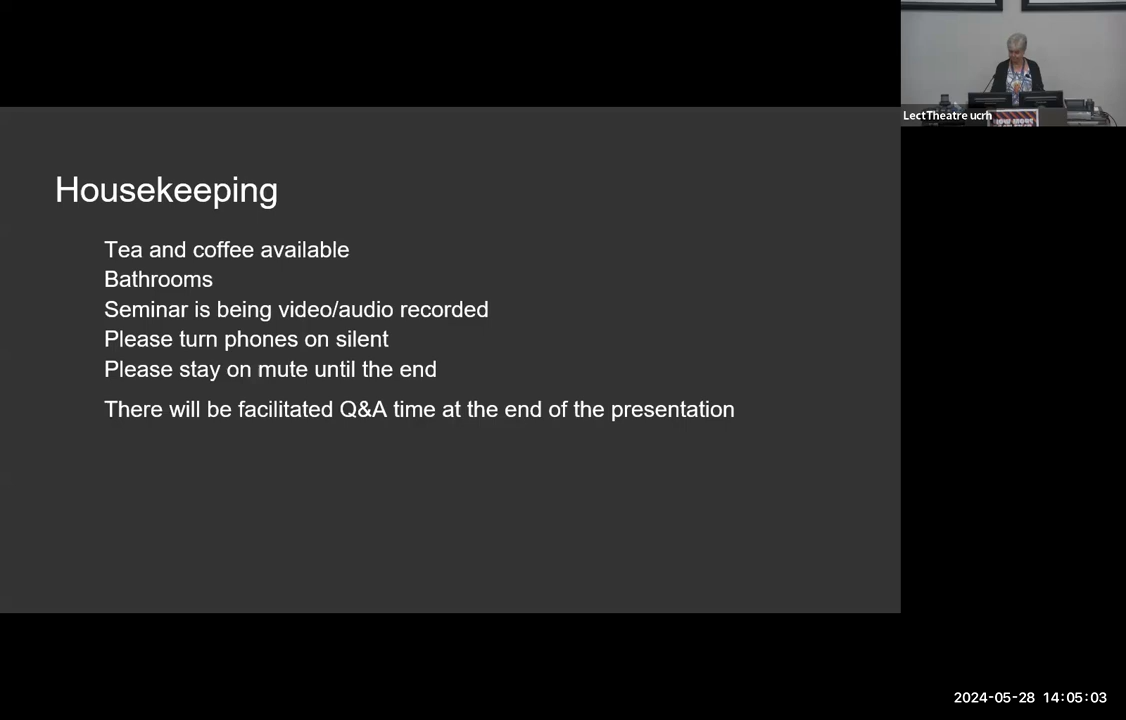 Housekeeping
Tea and coffee available
Bathrooms
Seminar is being video/audio recorded
Please turn phones on silent
Please stay on mute until the end
There will be facilitated Q&A time at the end of the presentation
LectTheatre ucrh
2024-05-28 14:05:03